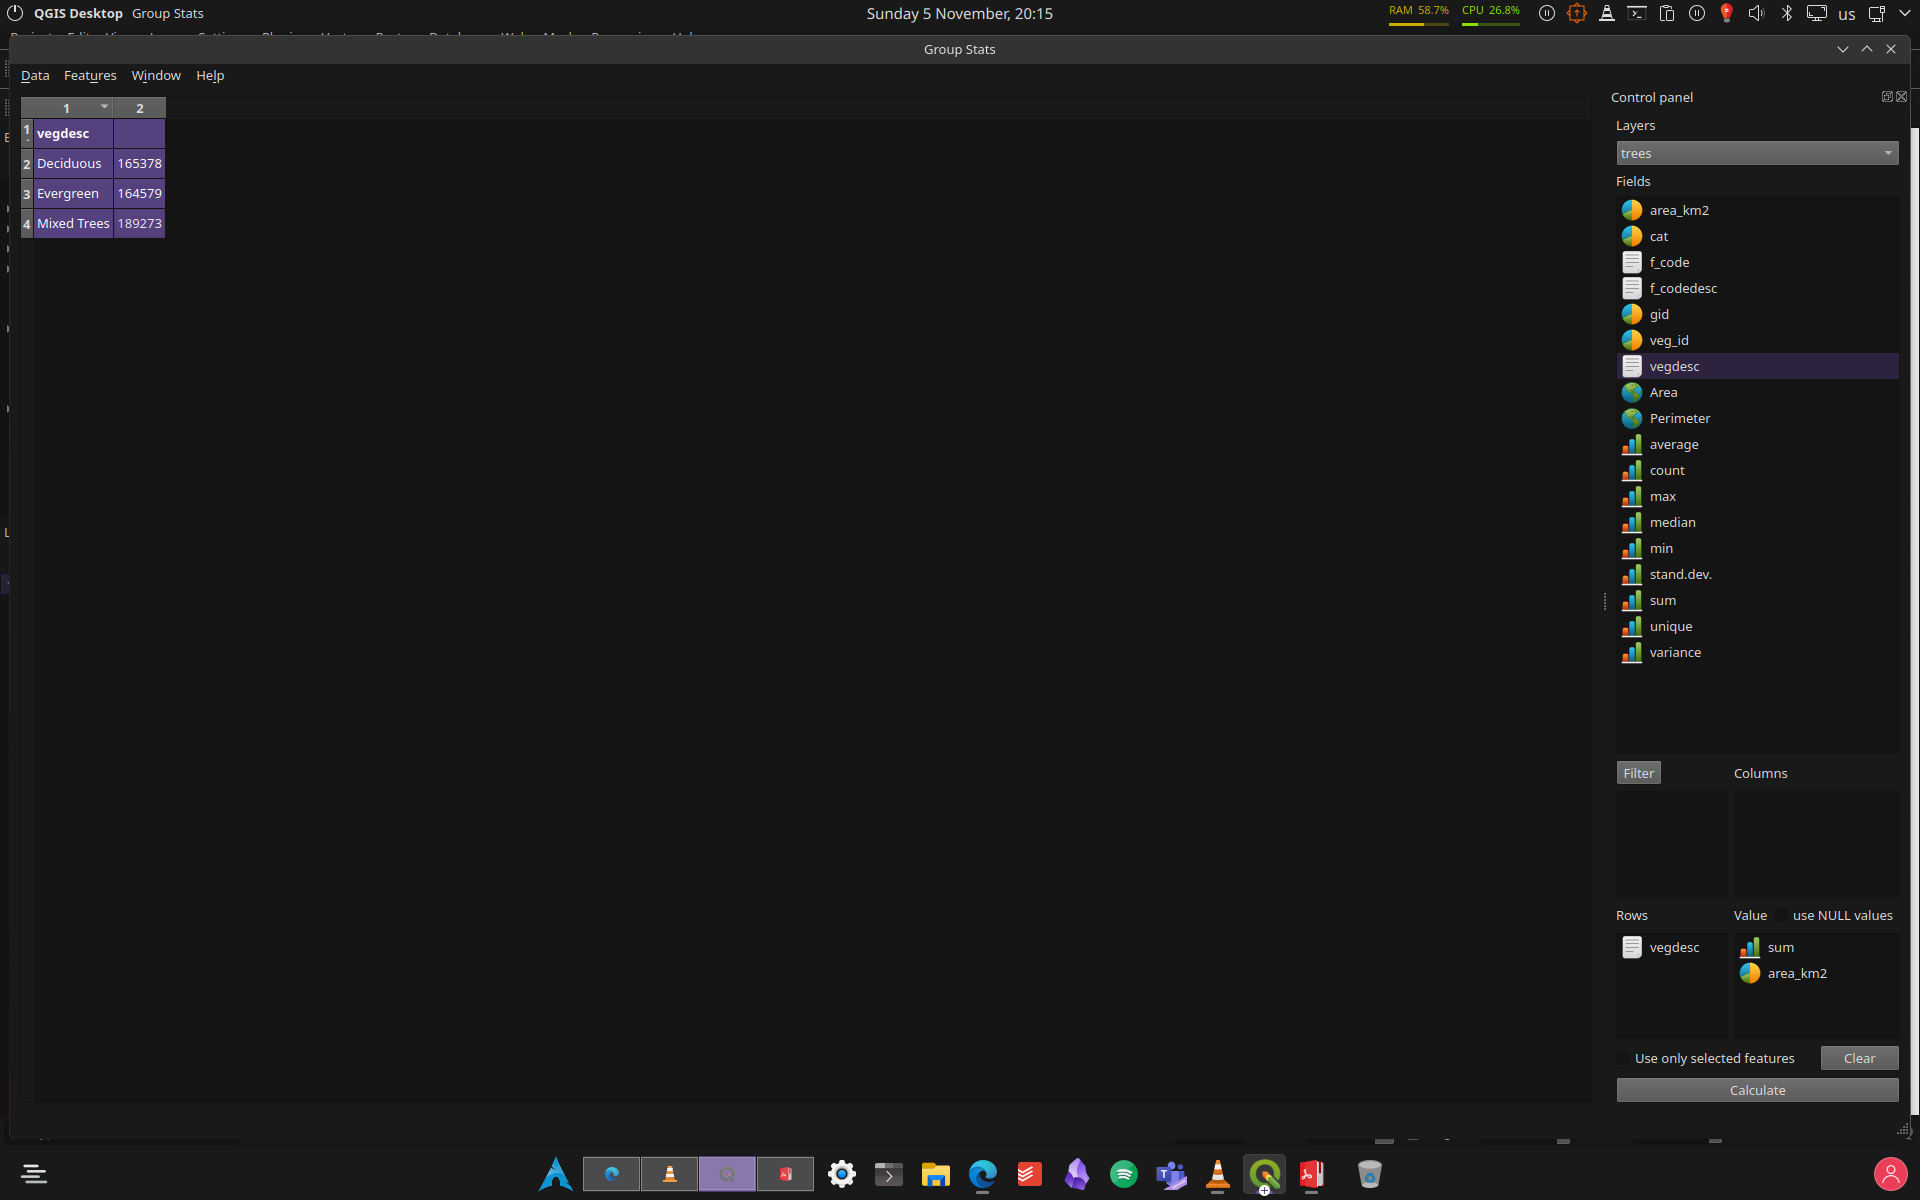 QGIS Desktop Group Stats
Sunday 5 November, 20:15
RAM 58.7% CPU 26.8%
us
Group Stats
Data Features Window Help
1 2
1 vegdesc
2 Deciduous 165378
3 Evergreen 164579
4 Mixed Trees 189273
Control panel
Layers
trees
Fields
area_km2
cat
f_code
f_codedesc
gid
veg_id
vegdesc
Area
Perimeter
average
count
max
median
min
stand.dev.
sum
unique
variance
Filter Columns
Rows Value use NULL values
vegdesc sum
area_km2
Use only selected features Clear
Calculate